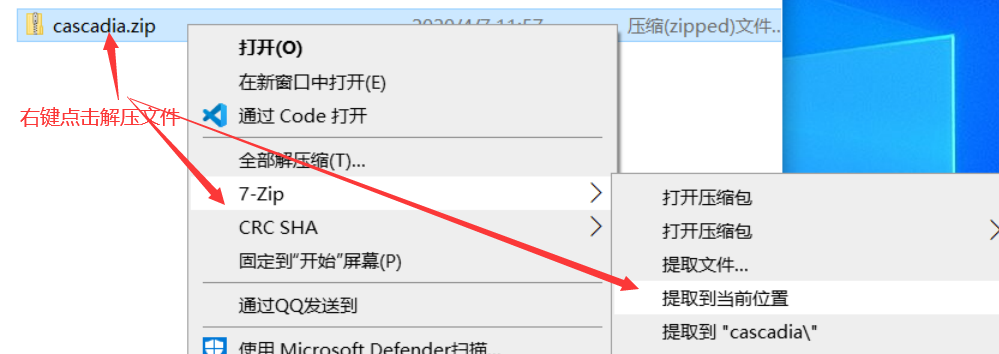 cascadia.zip
2020/4/7 11:57
压缩(zipped)文件...
右键点击解压文件
打开(O)
在新窗口中打开(E)
通过 Code 打开
全部解压缩(T)...
7-Zip
CRC SHA
固定到"开始"屏幕(P)
通过QQ发送到
使用 Microsoft Defender扫描...
打开压缩包
打开压缩包
提取文件...
提取到当前位置
提取到 "cascadia\"